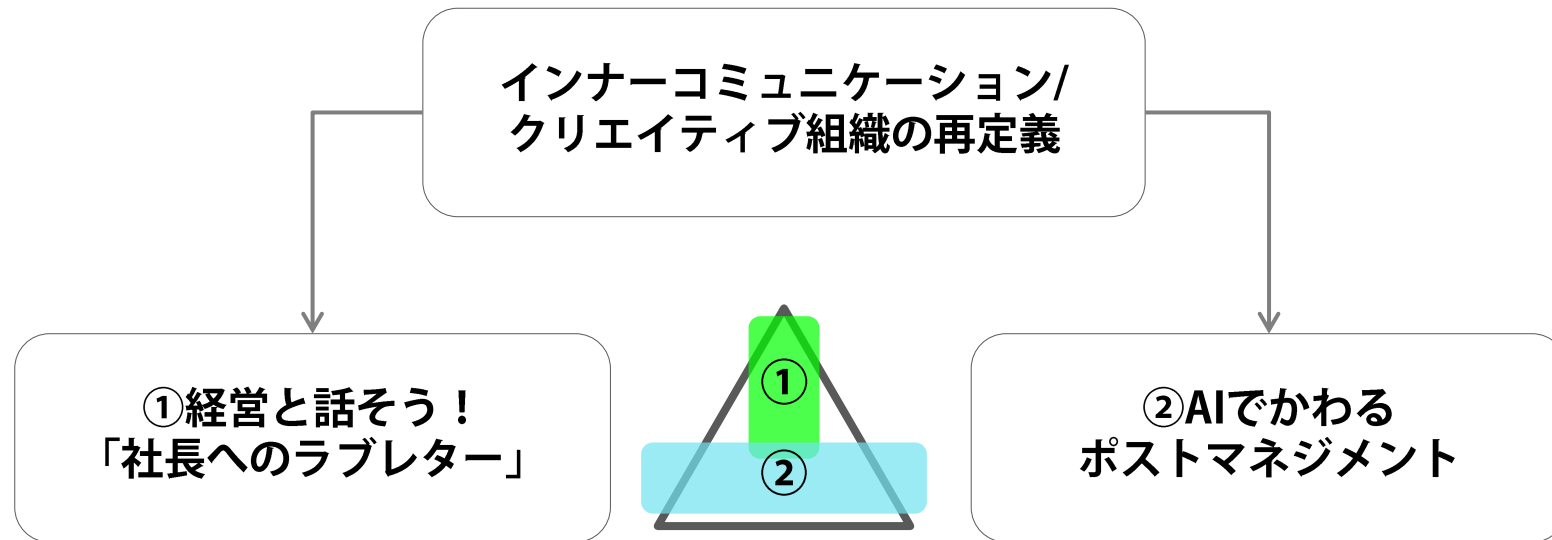 インナーコミュニケーション/
クリエイティブ組織の再定義
①経営と話そう！
「社長へのラブレター」
①
②
②AIでかわる
ポストマネジメント